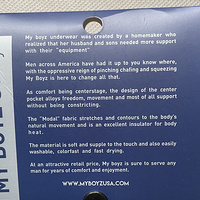 My boyz underwear was created by a homemaker who
realized that her husband and sons needed more support
with their "equipment"
Men across America have had it up to you know where,
with the oppressive reign of pinching chafing and squeezing
My Boyz is here to change all that.
As comfort being centerstage, the design of the center
pocket alleys freedom, movement and most of all support
without being constricting.
The "Modal" fabric stretches and contours to the body's
natural movement and is an excellent insulator for body
heat.
The material is soft and supple to the touch and also easily
washable, colorfast and fast drying.
At an attractive retail price, My Boyz is sure to serve any
man for years of comfort and enjoyment.
WWW.MYBOYZUSA.COM
MY BOYZ